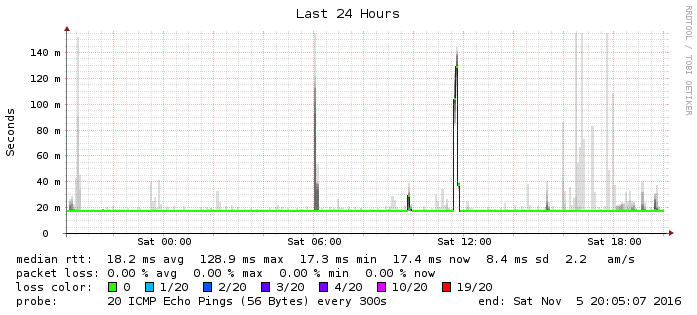 Last 24 Hours
RRDTOOL / TOBI OETIKER
Seconds
140 m
120 m
100 m
80 m
60 m
40 m
20 m
0
Sat 00:00 Sat 06:00 Sat 12:00 Sat 18:00
median rtt: 18.2 ms avg 128.9 ms max 17.3 ms min 17.4 ms now 8.4 ms sd 2.2 am/s
packet loss: 0.00 % avg 0.00 % max 0.00 % min 0.00 % now
loss color: 0 1/20 2/20 3/20 4/20 10/20 19/20
probe: 20 ICMP Echo Pings (56 Bytes) every 300s end: Sat Nov 5 20:05:07 2016